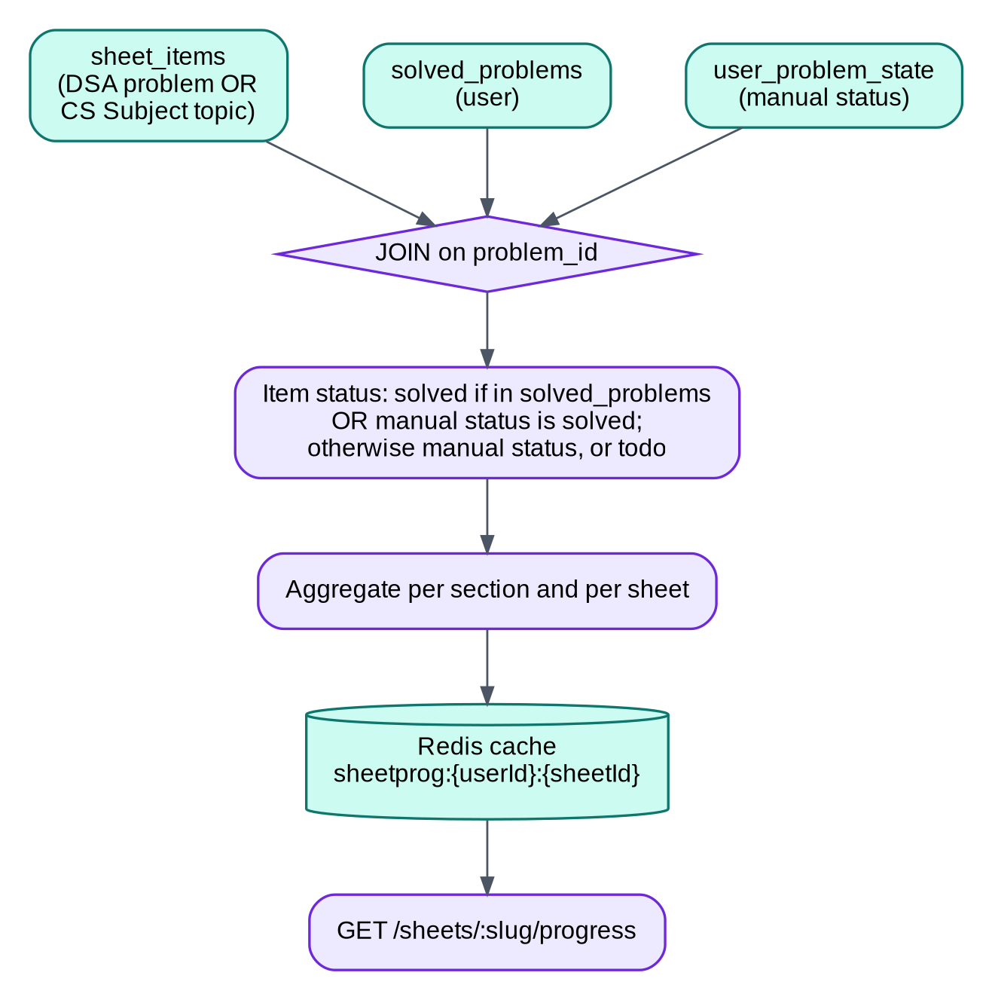 sheet_items
(DSA problem OR
CS Subject topic)
solved_problems
(user)
user_problem_state
(manual status)
JOIN on problem_id
Item status: solved if in solved_problems
OR manual status is solved;
otherwise manual status, or todo
Aggregate per section and per sheet
Redis cache
sheetprog:{userId}:{sheetId}
GET /sheets/:slug/progress